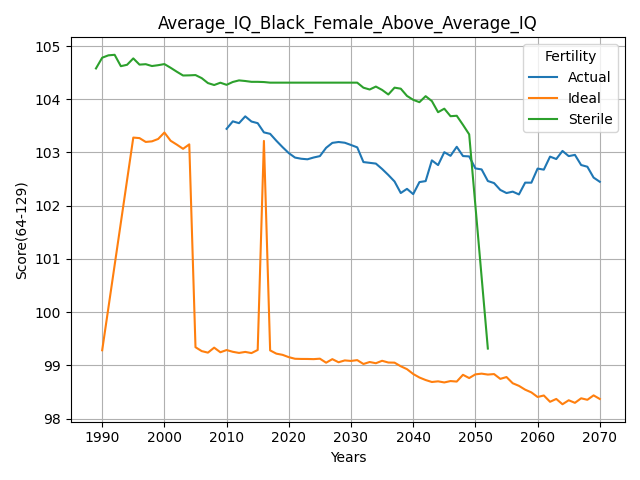 Average_IQ_Black_Female_Above_Average_IQ
Score(64-129)
105
104
103
102
101
100
99
98
Fertility
Actual
Ideal
Sterile
1990 2000 2010 2020 2030 2040 2050 2060 2070
Years